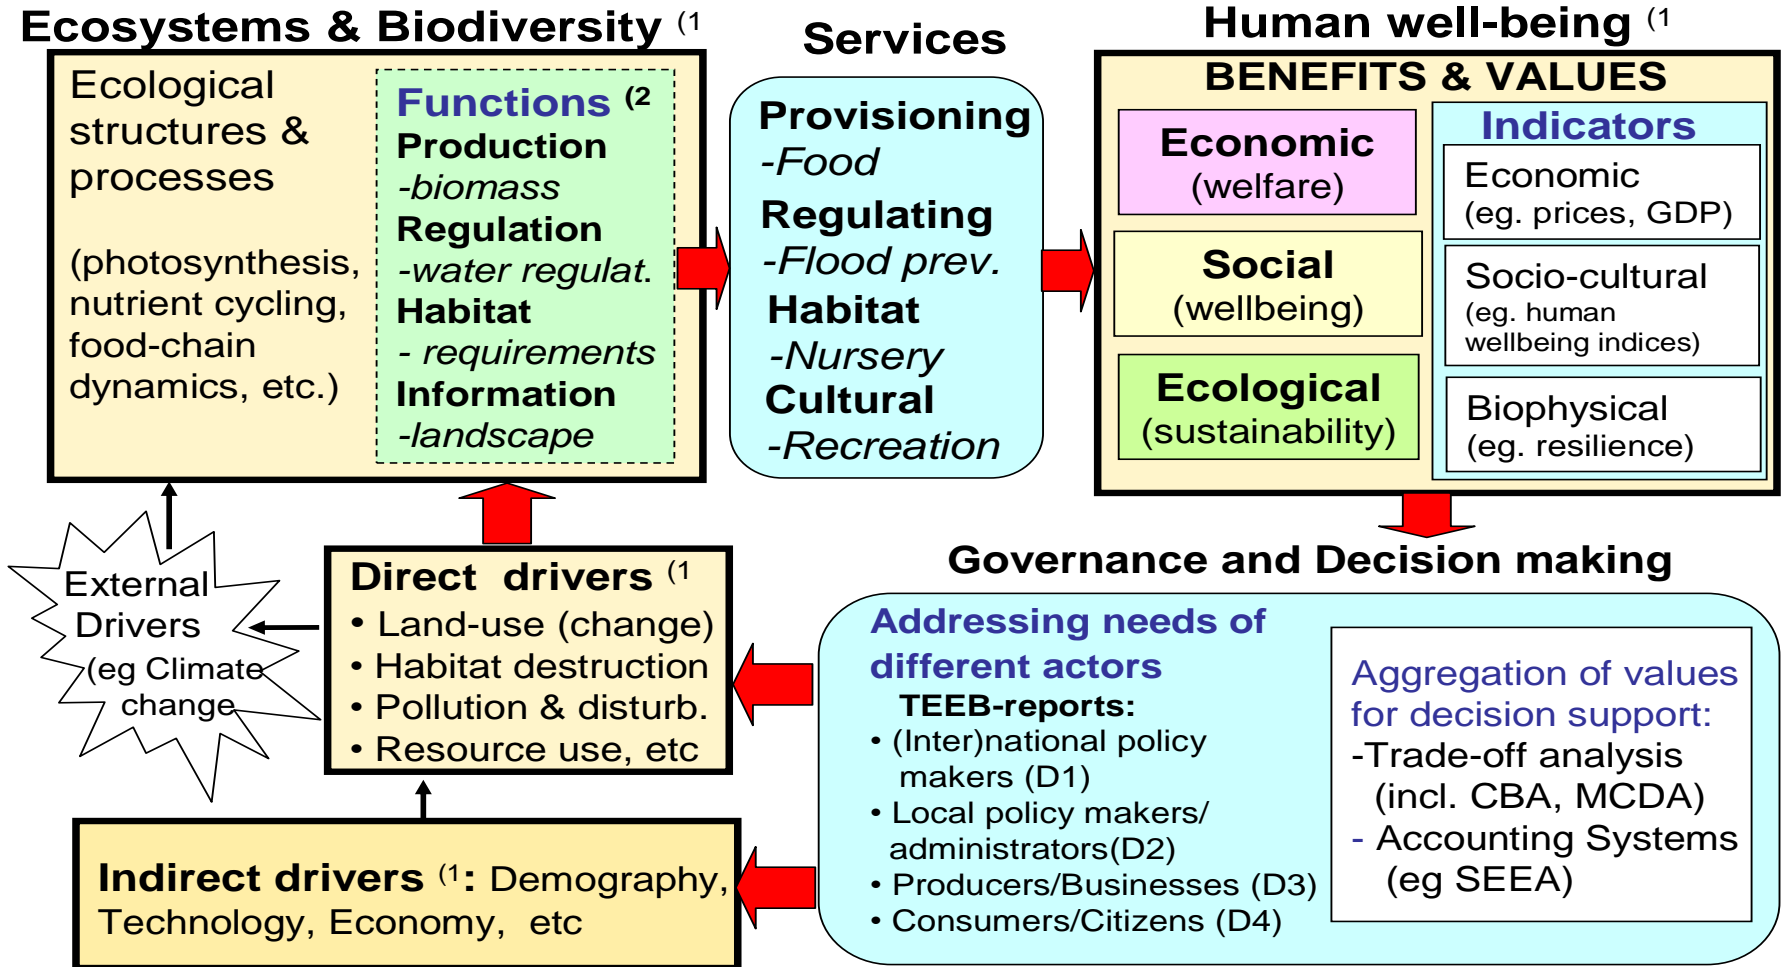 Ecosystems & Biodiversity (1
Ecological
structures &
processes
(photosynthesis,
nutrient cycling,
food-chain
dynamics, etc.)
Functions (2
Production
-biomass
Regulation
-water regulat.
Habitat
- requirements
Information
-landscape
Services
Provisioning
-Food
Regulating
-Flood prev.
Habitat
-Nursery
Cultural
-Recreation
Human well-being (1
BENEFITS & VALUES
Economic
(welfare)
Social
(wellbeing)
Ecological
(sustainability)
Indicators
Economic
(eg. prices, GDP)
Socio-cultural
(eg. human
wellbeing indices)
Biophysical
(eg. resilience)
External
Drivers
(eg Climate
change
Direct drivers (1
• Land-use (change)
• Habitat destruction
• Pollution & disturb.
• Resource use, etc
Indirect drivers (1: Demography,
Technology, Economy, etc
Governance and Decision making
Addressing needs of
different actors
TEEB-reports:
• (Inter)national policy
makers (D1)
• Local policy makers/
administrators(D2)
• Producers/Businesses (D3)
• Consumers/Citizens (D4)
Aggregation of values
for decision support:
-Trade-off analysis
(incl. CBA, MCDA)
- Accounting Systems
(eg SEEA)